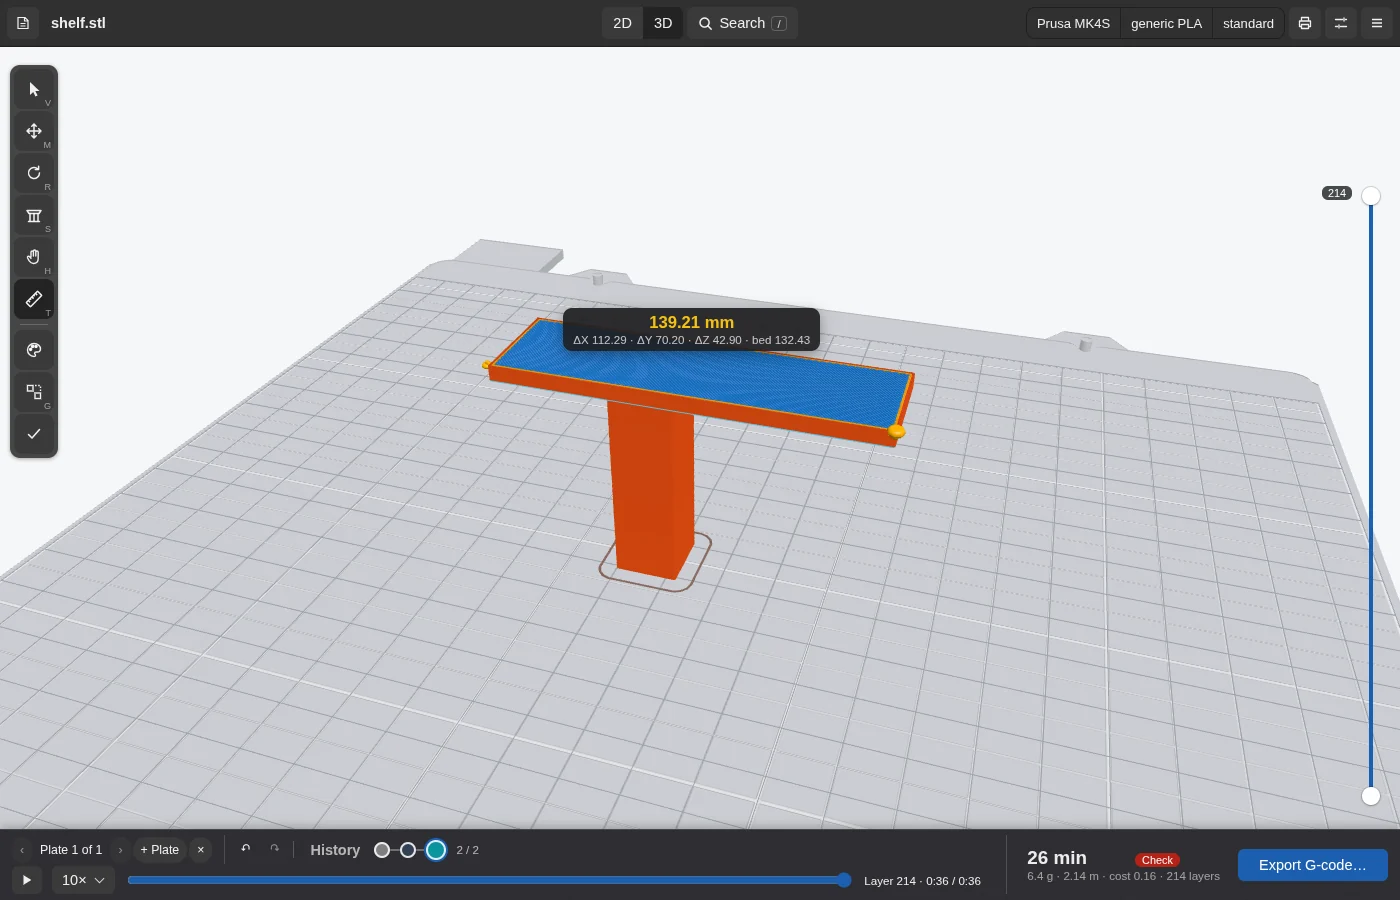 shelf.stl
2D 3D Search /
Prusa MK4S generic PLA standard
V
M
R
S
H
T
G
139.21 mm
ΔX 112.29 · ΔY 70.20 · ΔZ 42.90 · bed 132.43
214
‹ Plate 1 of 1 › + Plate × History 2 / 2
10× Layer 214 · 0:36 / 0:36
26 min Check
6.4 g · 2.14 m · cost 0.16 · 214 layers
Export G-code…